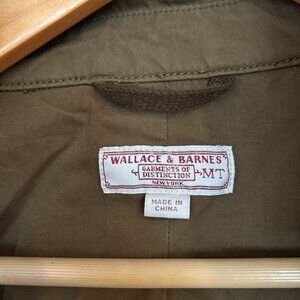 WALLACE & BARNES
GARMENTS OF
DISTINCTION
MT
NEW YORK
MADE IN
CHINA